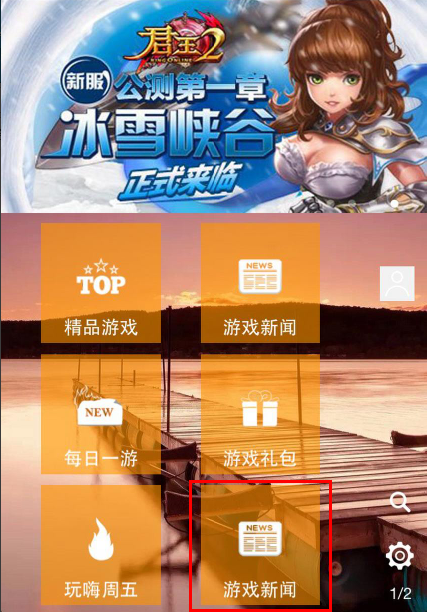 君王2
KINGONLINE
新服
公测第一章
冰雪峡谷
正式来临
TOP
精品游戏
NEWS
游戏新闻
NEW
每日一游
游戏礼包
玩嗨周五
NEWS
游戏新闻
1/2